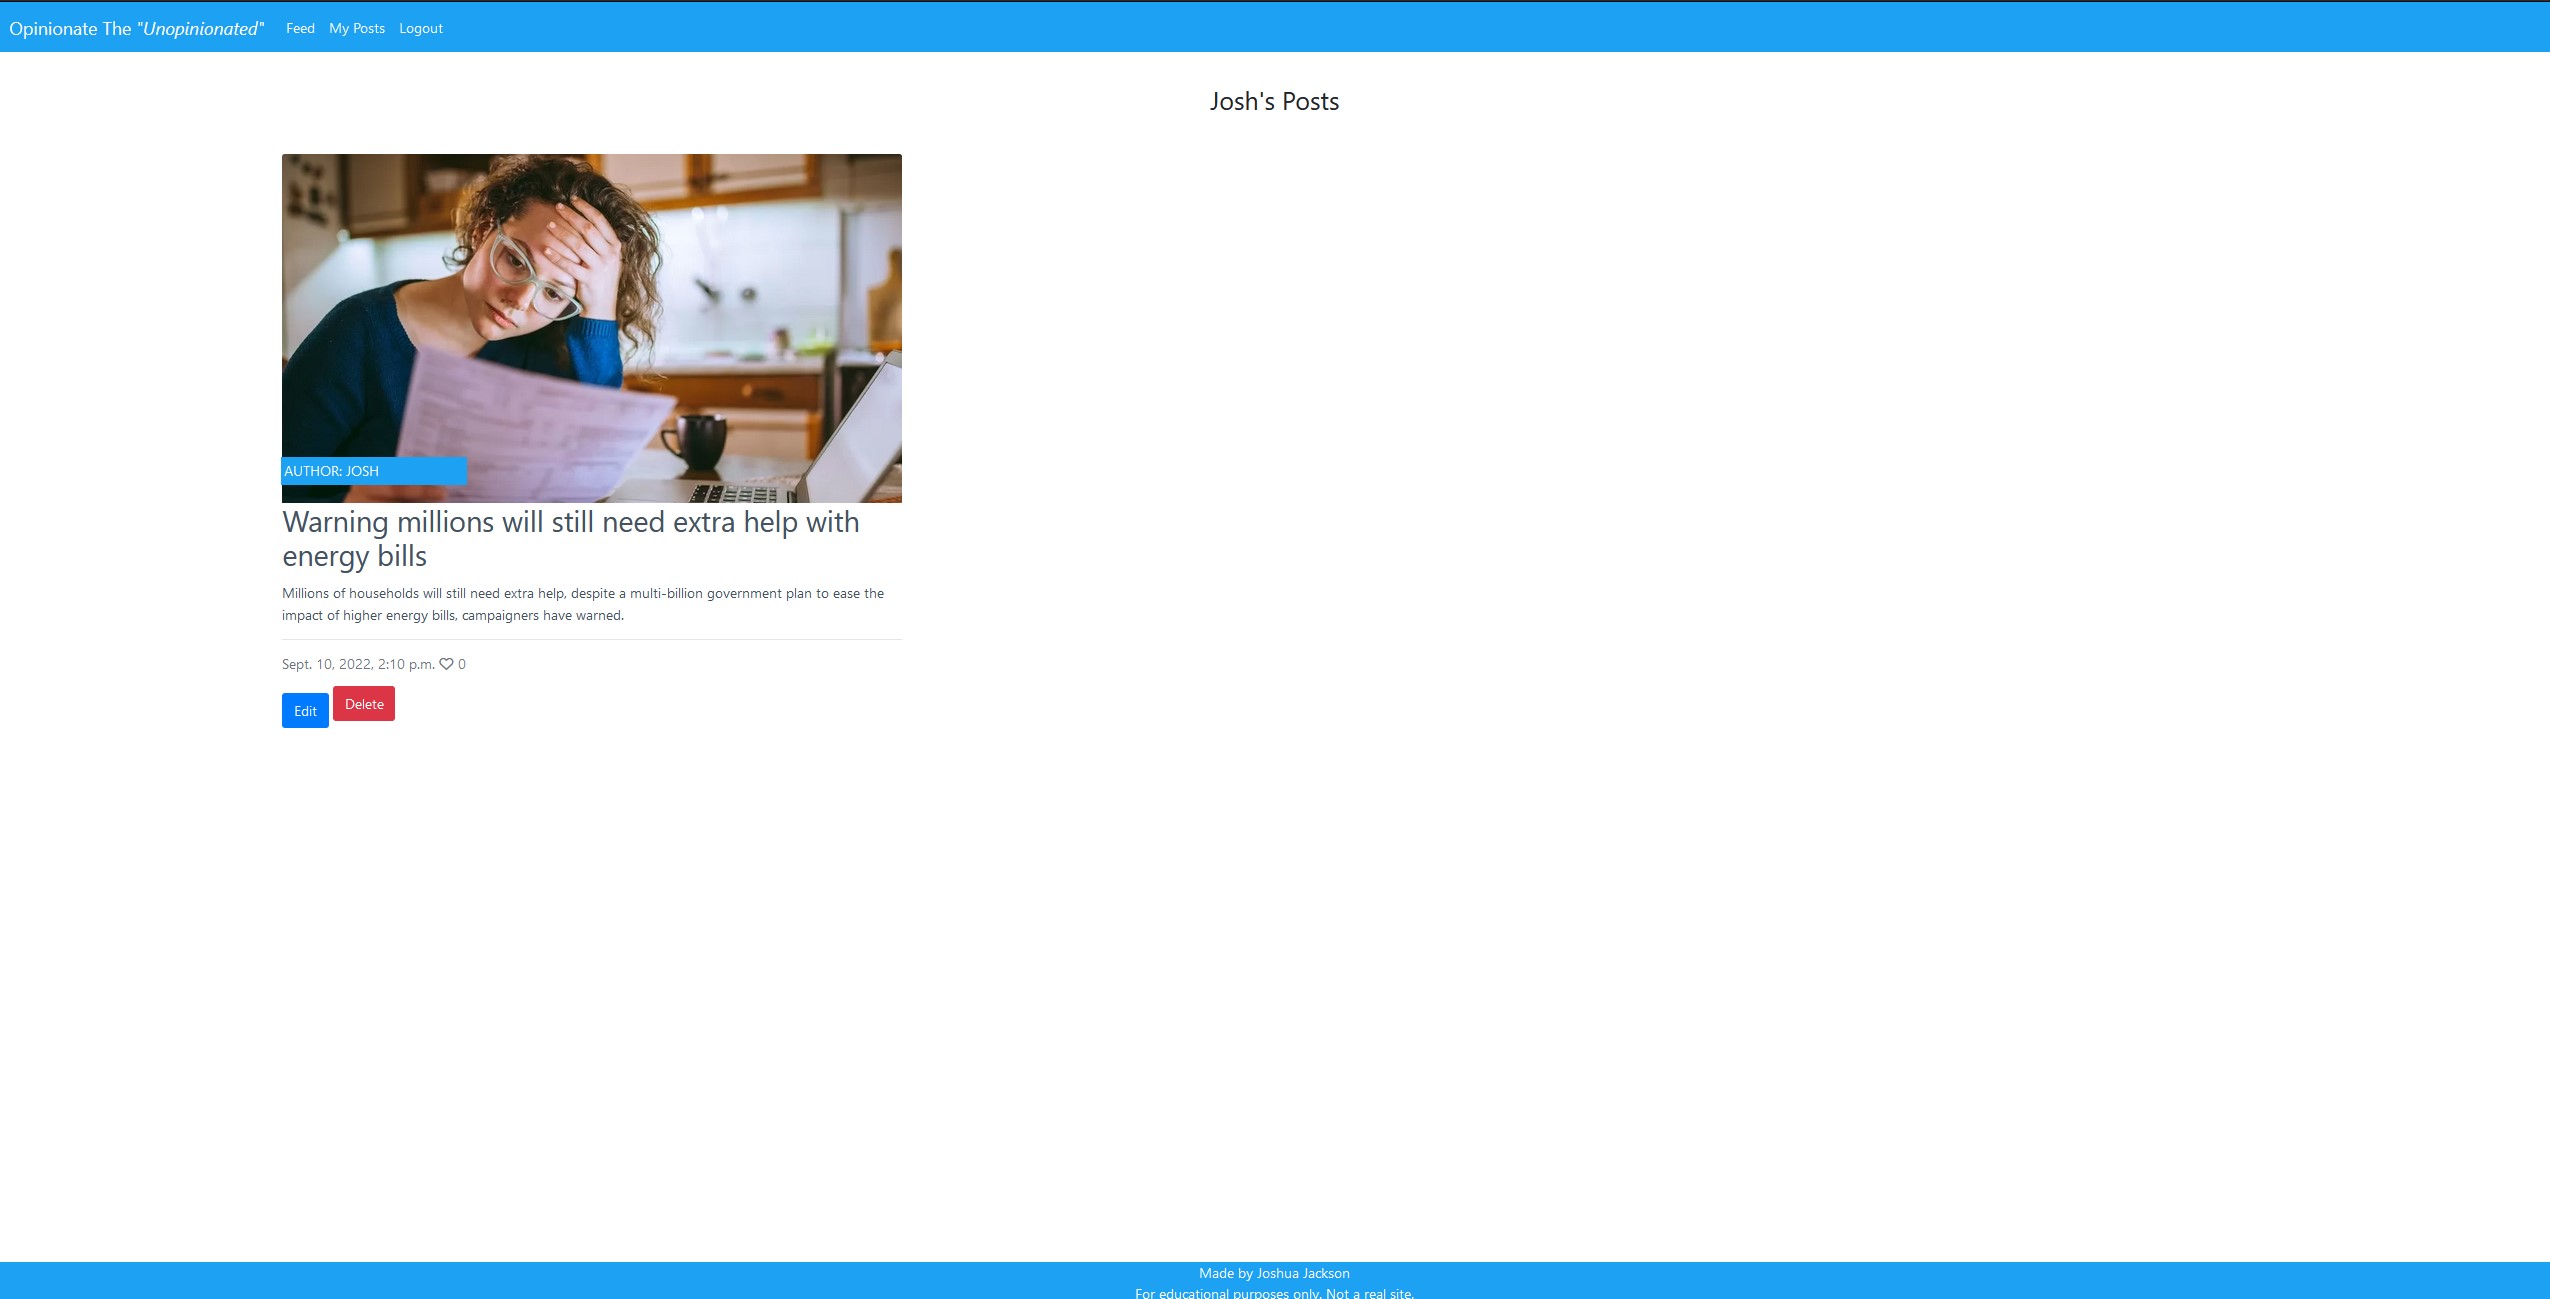 Opinionate The "Unopinionated" Feed My Posts Logout
Josh's Posts
AUTHOR: JOSH
Warning millions will still need extra help with
energy bills
Millions of households will still need extra help, despite a multi-billion government plan to ease the
impact of higher energy bills, campaigners have warned.
Sept. 10, 2022, 2:10 p.m. 0
Edit Delete
Made by Joshua Jackson
For educational purposes only. Not a real site.